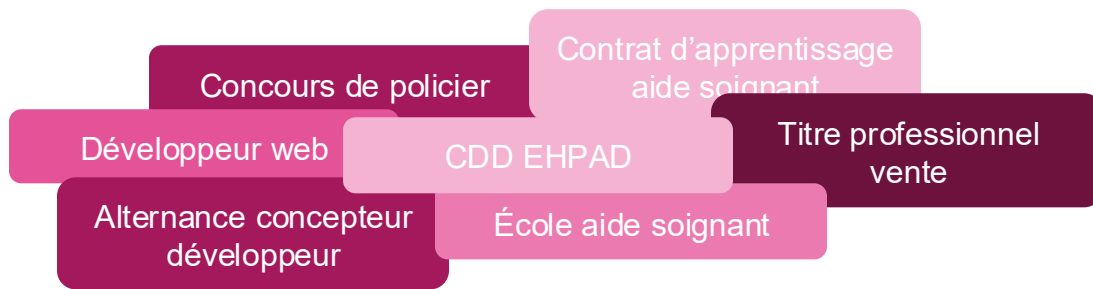 Contrat d’apprentissage
aide soignant
Concours de policier
Titre professionnel
vente
Développeur web
CDD EHPAD
Alternance concepteur
développeur
École aide soignant